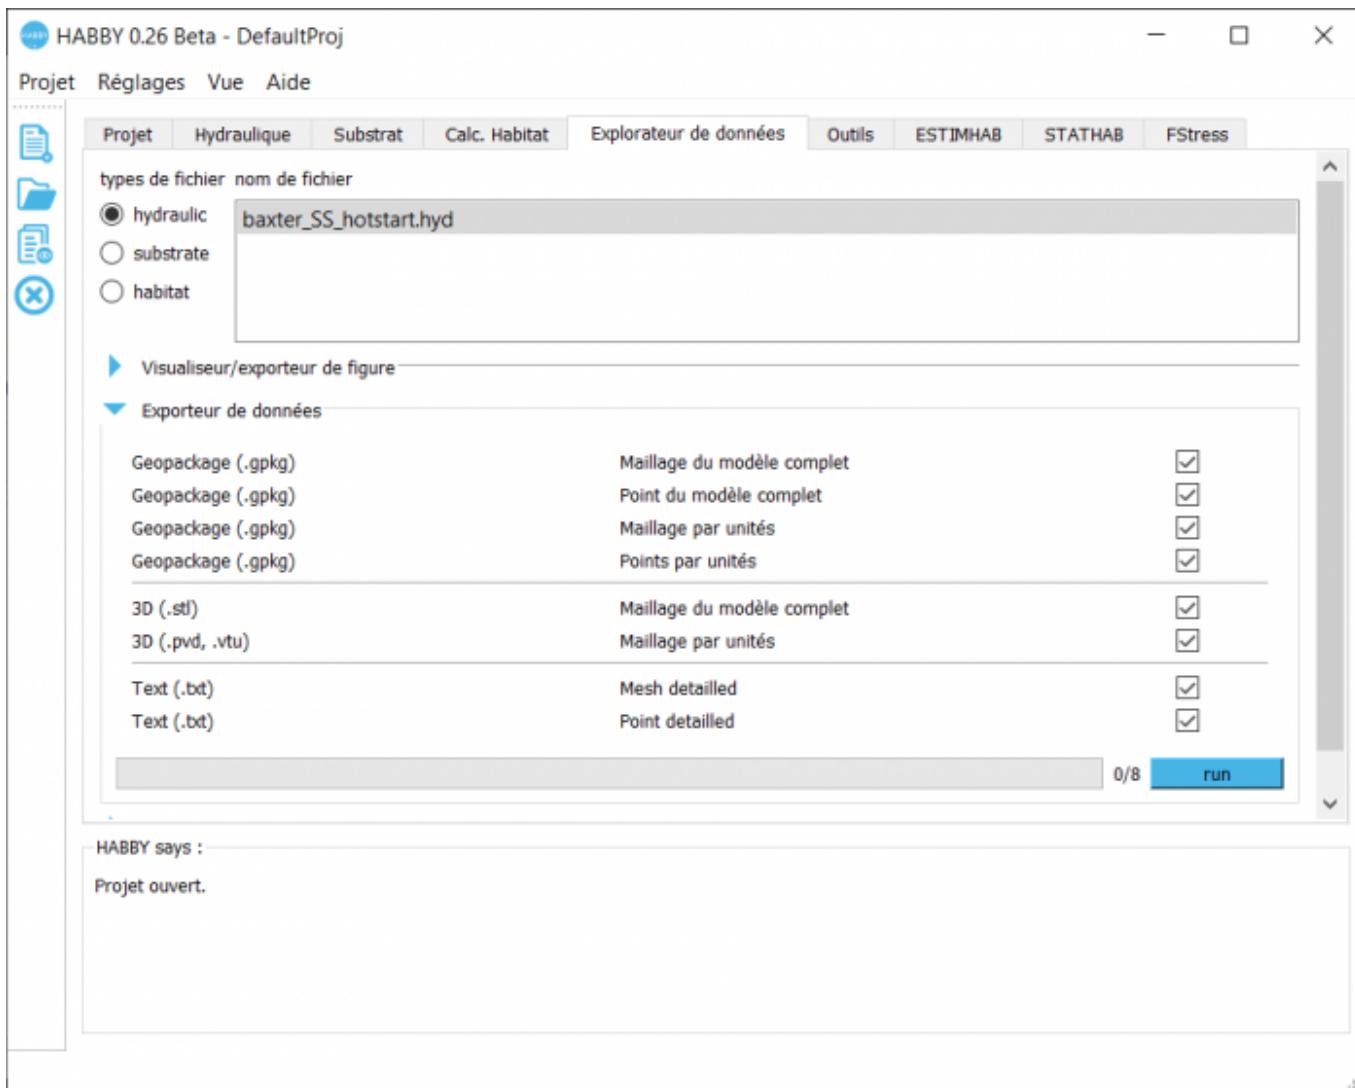 HABBY 0.26 Beta - DefaultProj
Projet Réglages Vue Aide
Projet Hydraulique Substrat Calc. Habitat Explorateur de données Outils ESTIMHAB STATHAB FStress
types de fichier nom de fichier
hydraulic baxter_SS_hotstart.hyd
substrate
habitat
Visualiseur/exporteur de figure
Exporteur de données
Geopackage (.gpkg) Maillage du modèle complet
Geopackage (.gpkg) Point du modèle complet
Geopackage (.gpkg) Maillage par unités
Geopackage (.gpkg) Points par unités
3D (.stl) Maillage du modèle complet
3D (.pvd, .vtu) Maillage par unités
Text (.txt) Mesh detailled
Text (.txt) Point detailled
0/8 run
HABBY says :
Projet ouvert.